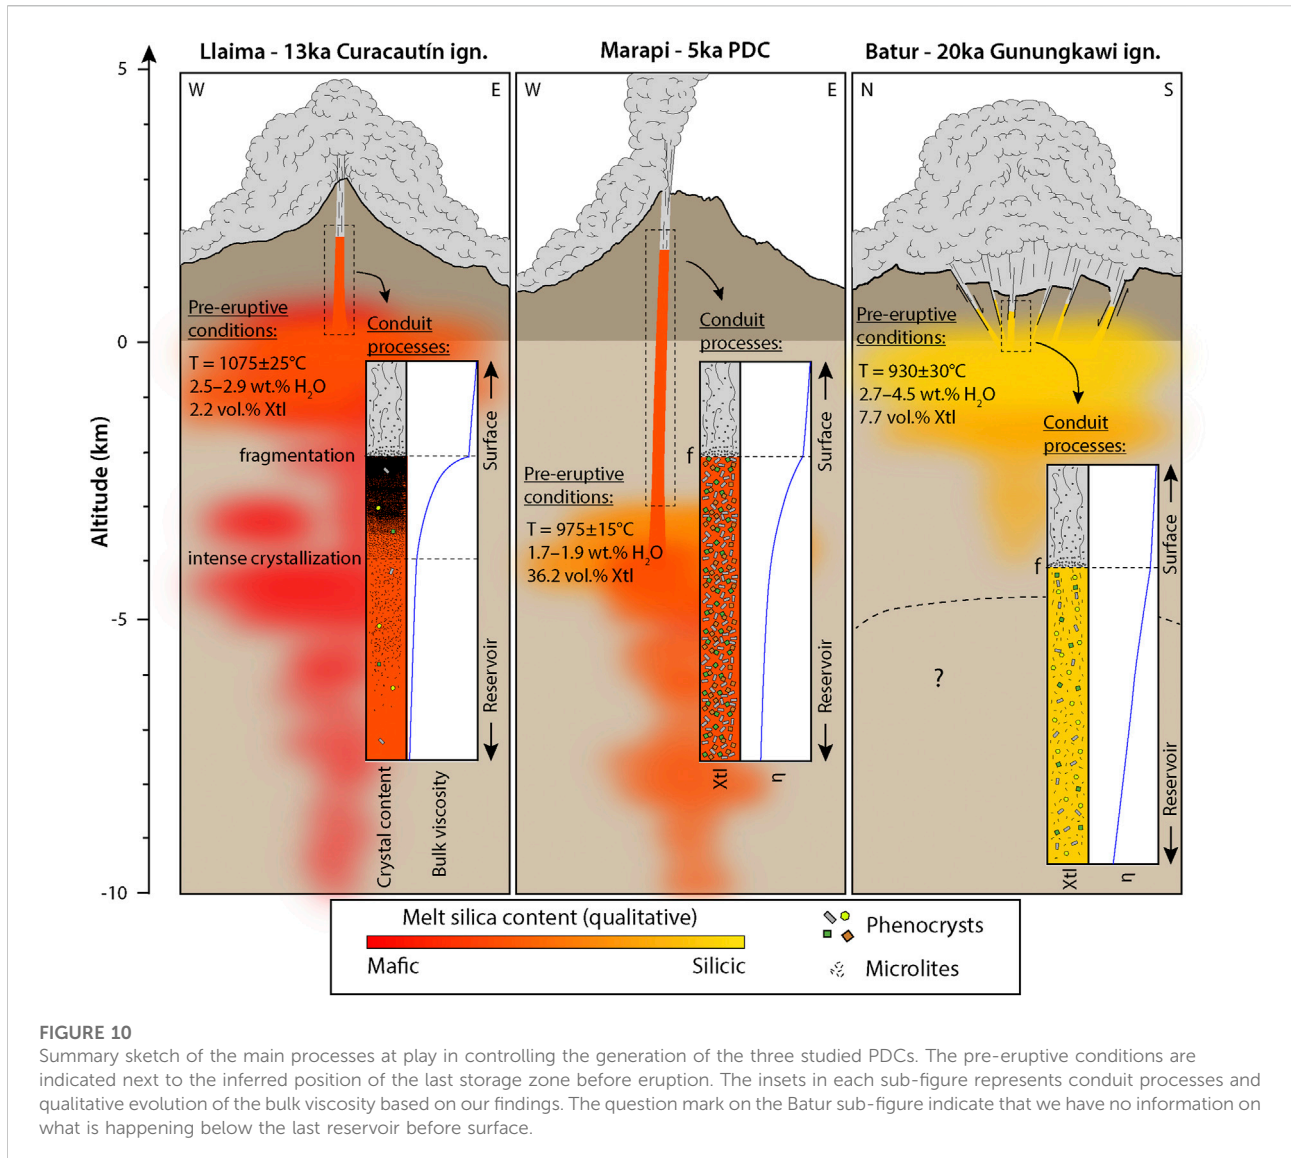 Llaima - 13ka Curacautín ign.
Marapi - 5ka PDC
Batur - 20ka Gunungkawi ign.
Altitude (km)
5
0
-5
-10
W
E
Pre-eruptive
conditions:
T = 1075±25°C
2.5–2.9 wt.% H2O
2.2 vol.% Xtl
Conduit
processes:
fragmentation
intense crystallization
Surface
Reservoir
Crystal content
Bulk viscosity
W
E
Conduit
processes:
f
Pre-eruptive
conditions:
T = 975±15°C
1.7–1.9 wt.% H2O
36.2 vol.% Xtl
Surface
Reservoir
Xtl
η
N
S
Pre-eruptive
conditions:
T = 930±30°C
2.7–4.5 wt.% H2O
7.7 vol.% Xtl
Conduit
processes:
f
?
Surface
Reservoir
Xtl
η
Melt silica content (qualitative)
Mafic
Silicic
Phenocrysts
Microlites
FIGURE 10
Summary sketch of the main processes at play in controlling the generation of the three studied PDCs. The pre-eruptive conditions are
indicated next to the inferred position of the last storage zone before eruption. The insets in each sub-figure represents conduit processes and
qualitative evolution of the bulk viscosity based on our findings. The question mark on the Batur sub-figure indicate that we have no information on
what is happening below the last reservoir before surface.